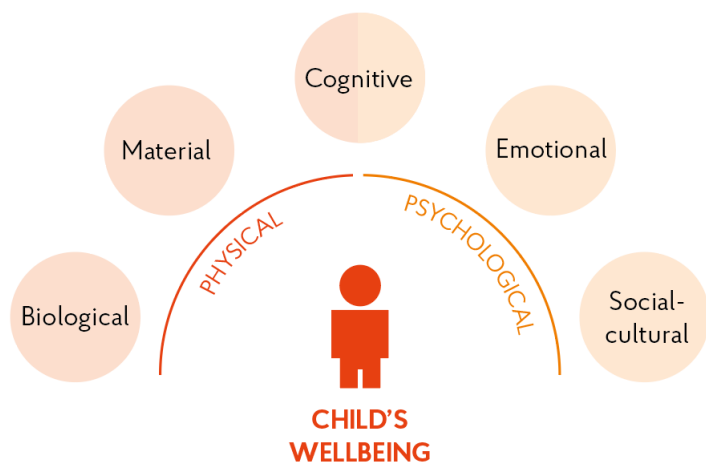 Cognitive
Material
Emotional
PHYSICAL
PSYCHOLOGICAL
Biological
Social-
cultural
CHILD'S
WELLBEING